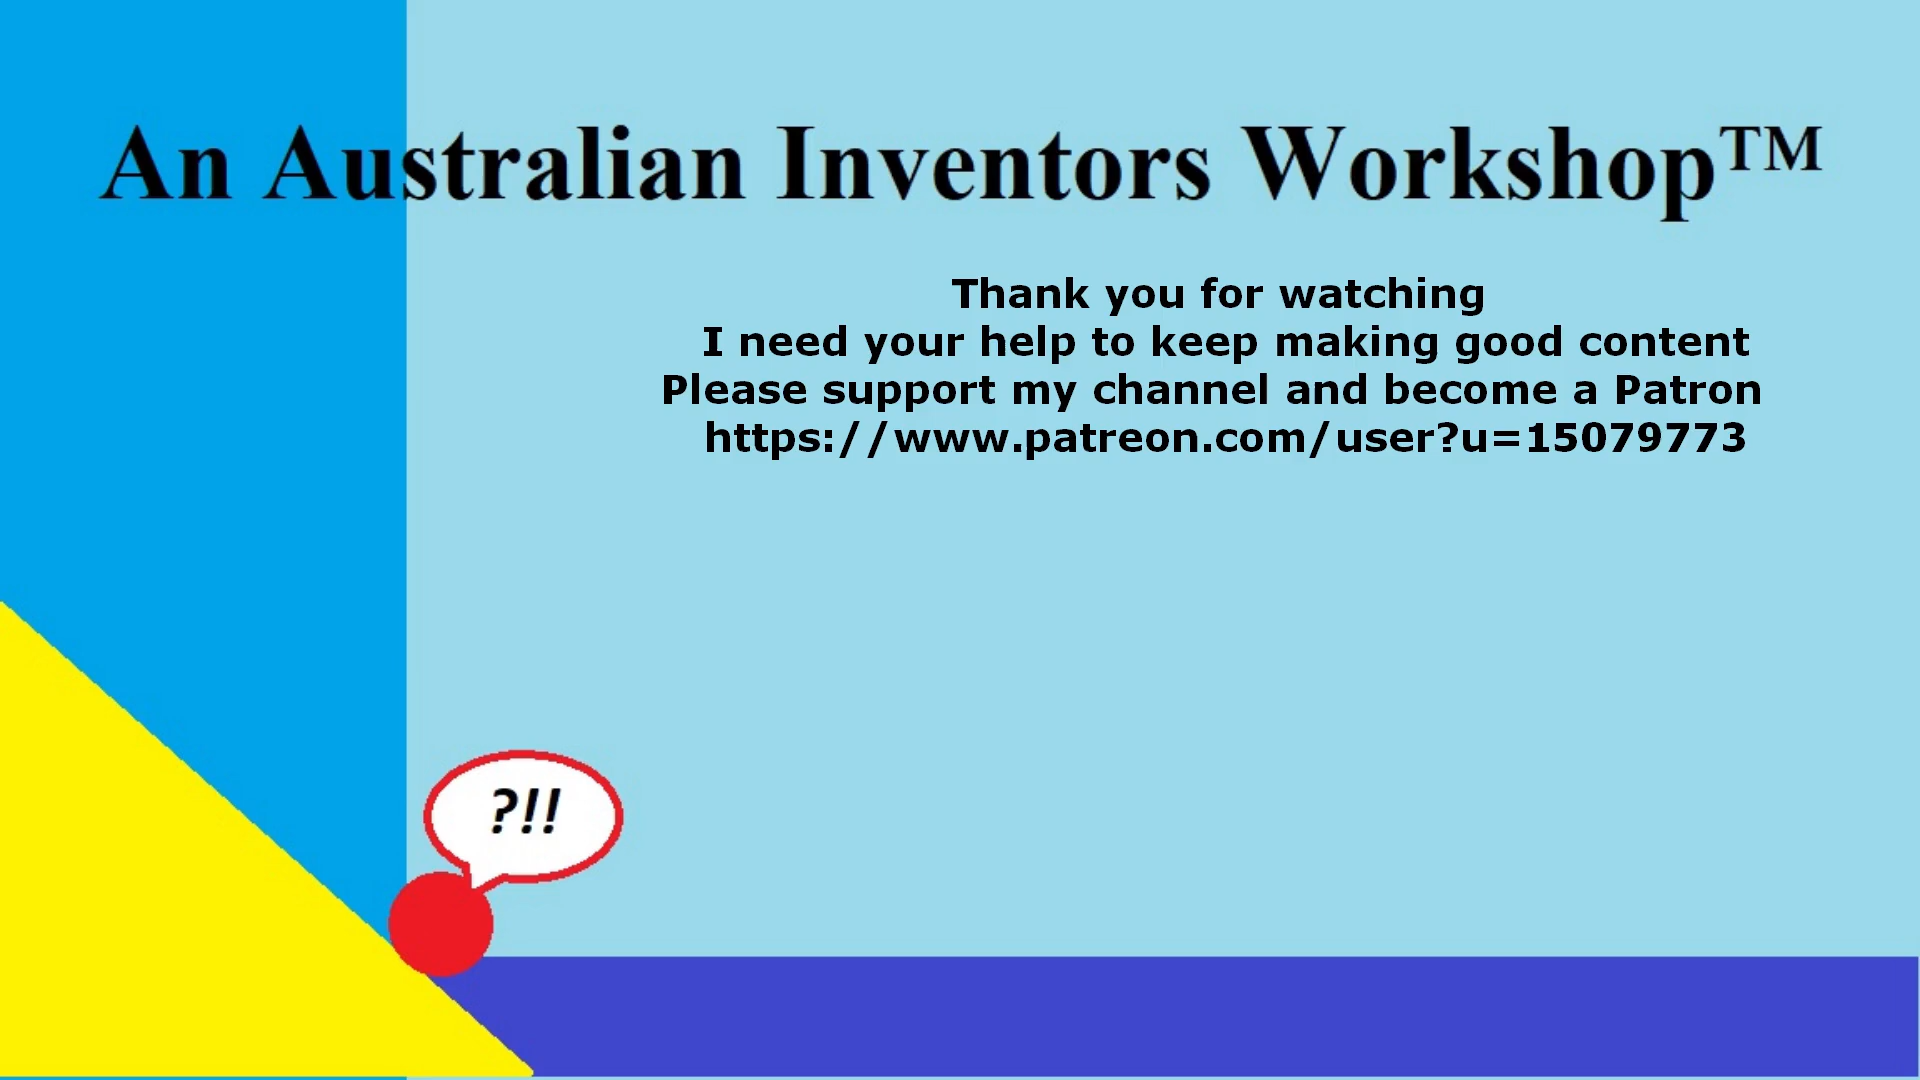 An Australian Inventors Workshop™
Thank you for watching
I need your help to keep making good content
Please support my channel and become a Patron
https://www.patreon.com/user?u=15079773
?!!